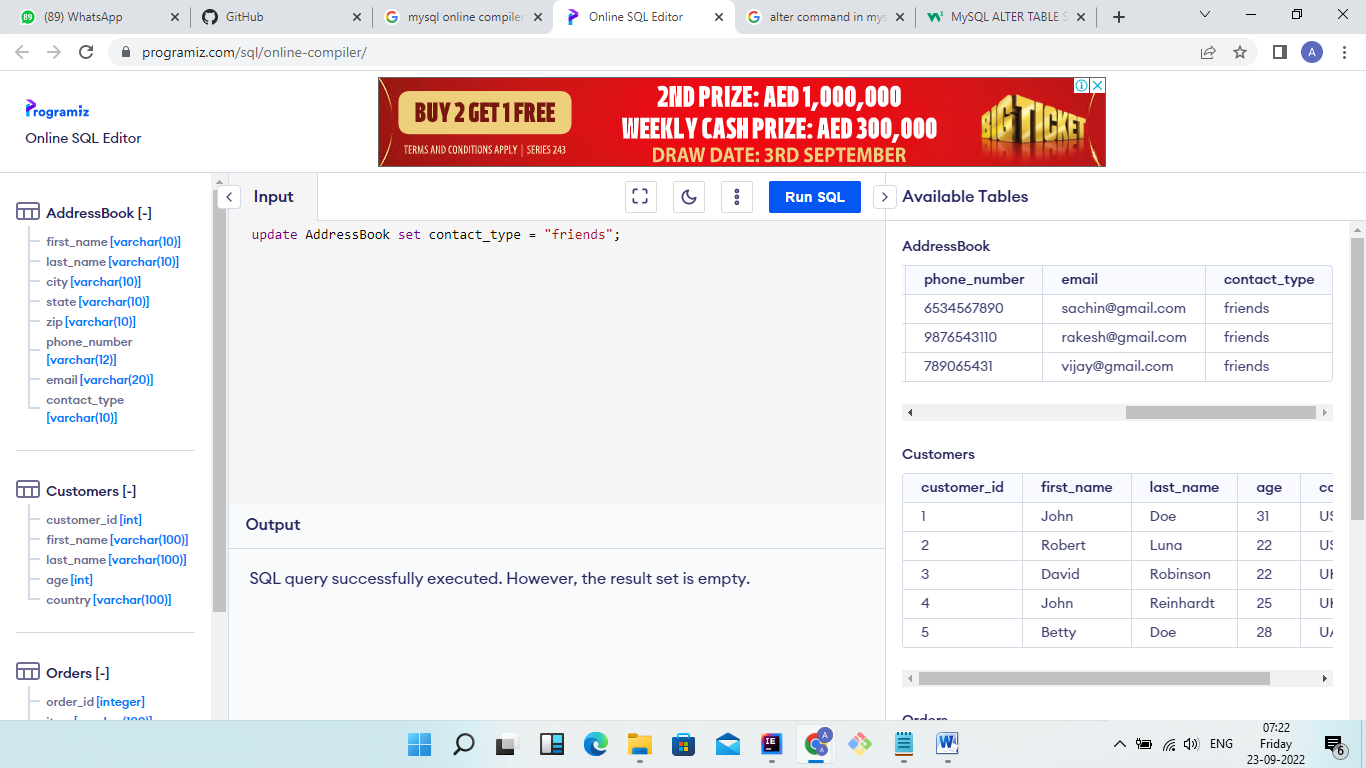 (89) WhatsApp
GitHub
mysql online compiler
Online SQL Editor
alter command in mys
MySQL ALTER TABLE S
programiz.com/sql/online-compiler/
A
Programiz
Online SQL Editor
BUY 2 GET 1 FREE
TERMS AND CONDITIONS APPLY | SERIES 243
2ND PRIZE: AED 1,000,000
WEEKLY CASH PRIZE: AED 300,000
DRAW DATE: 3RD SEPTEMBER
BIG TICKET
AddressBook [-]
first_name [varchar(10)]
last_name [varchar(10)]
city [varchar(10)]
state [varchar(10)]
zip [varchar(10)]
phone_number
[varchar(12)]
email [varchar(20)]
contact_type
[varchar(10)]
Customers [-]
customer_id [int]
first_name [varchar(100)]
last_name [varchar(100)]
age [int]
country [varchar(100)]
Orders [-]
order_id [integer]
Input
Run SQL
update AddressBook set contact_type = "friends";
Output
SQL query successfully executed. However, the result set is empty.
Available Tables
AddressBook
phone_number email contact_type
6534567890 sachin@gmail.com friends
9876543110 rakesh@gmail.com friends
789065431 vijay@gmail.com friends
Customers
customer_id first_name last_name age co
1 John Doe 31 US
2 Robert Luna 22 US
3 David Robinson 22 UK
4 John Reinhardt 25 UK
5 Betty Doe 28 UA
Orders
ENG
07:22
Friday
23-09-2022
6